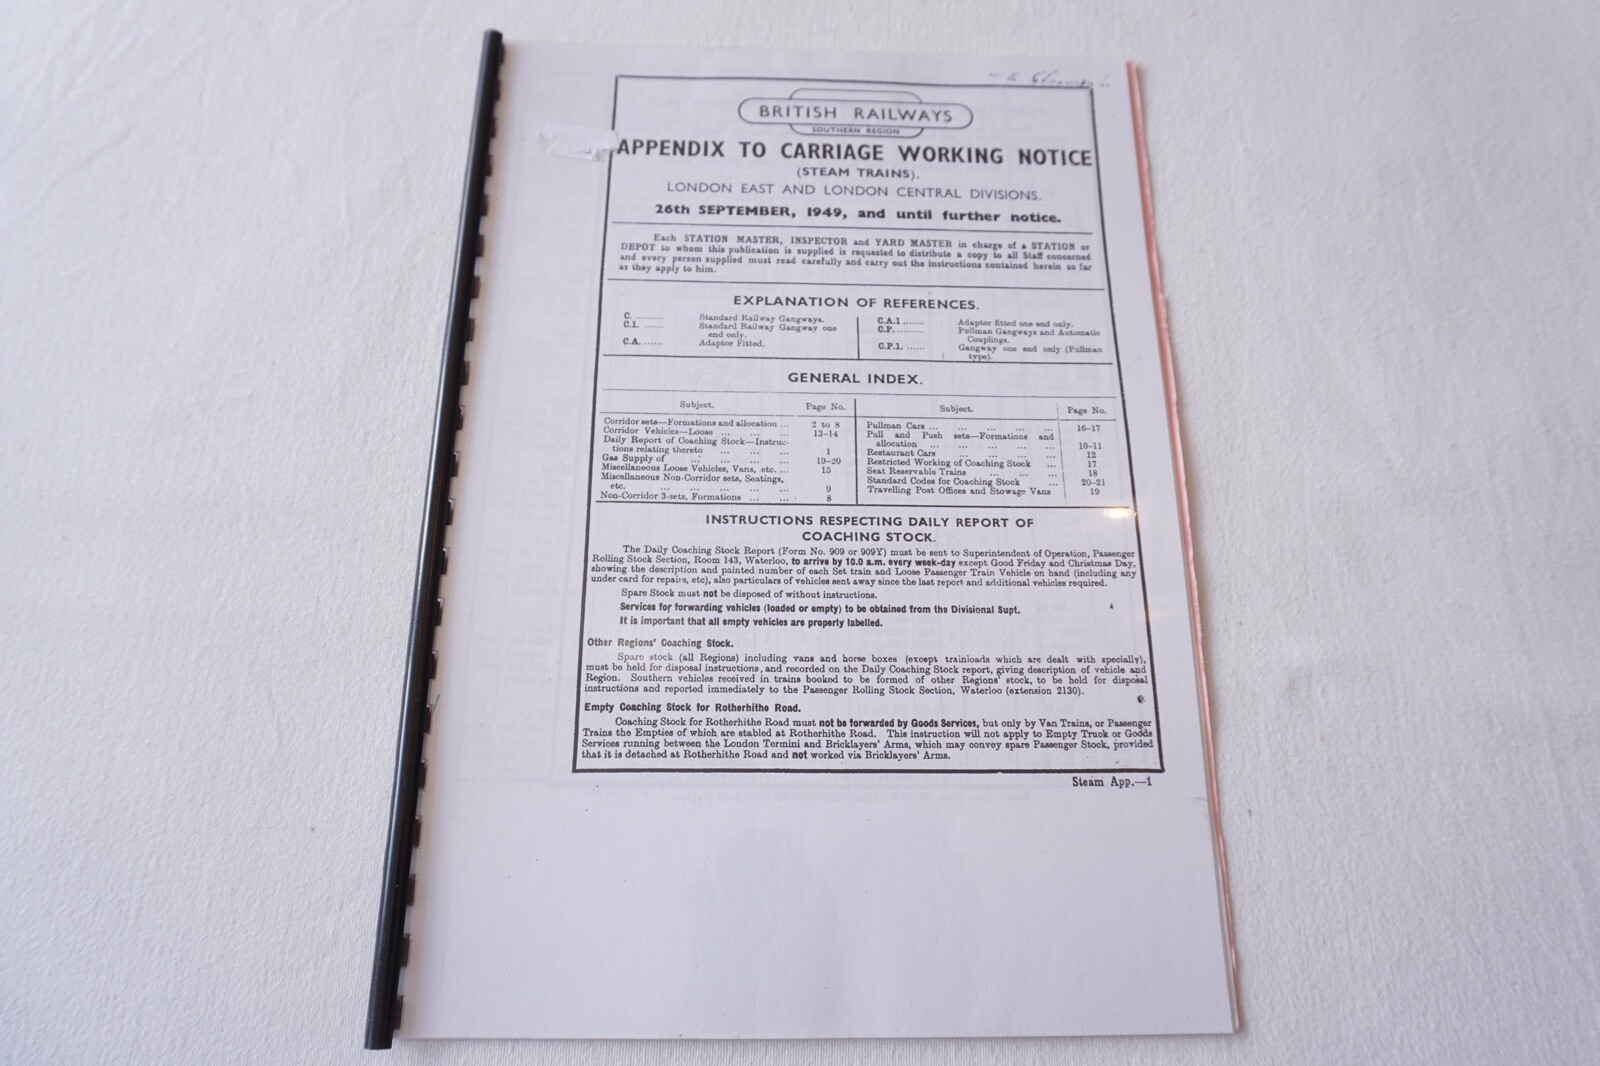 BRITISH RAILWAYS
SOUTHERN REGION
APPENDIX TO CARRIAGE WORKING NOTICE
(STEAM TRAINS).
LONDON EAST AND LONDON CENTRAL DIVISIONS.
26th SEPTEMBER, 1949, and until further notice.
Each STATION MASTER, INSPECTOR and YARD MASTER in charge of a STATION or
DEPOT to whom this publication is supplied is requested to distribute a copy to all Staff concerned
and every person supplied must read carefully and carry out the instructions contained herein so far
as they apply to him.
EXPLANATION OF REFERENCES.
C. ......... Standard Railway Gangways.
C.1. ...... Standard Railway Gangway one
end only.
C.A. ...... Adaptor Fitted.
C.A.1 ....... Adaptor fitted one end only.
C.P. ......... Pullman Gangways and Automatic
Couplings.
C.P.1. ...... Gangway one end only (Pullman
type).
GENERAL INDEX.
Subject. Page No.
Corridor sets—Formations and allocation ... 2 to 8
Corridor Vehicles—Loose ... ... ... 13-14
Daily Report of Coaching Stock—Instruc-
tions relating thereto ... ... ... 1
Gas Supply of ... ... ... ... 19-20
Miscellaneous Loose Vehicles, Vans, etc. ... 15
Miscellaneous Non-Corridor sets, Seatings,
etc. ... ... ... ... ... 9
Non-Corridor 3-sets, Formations ... ... 8
Subject. Page No.
Pullman Cars ... ... ... ... ... 16-17
Pull and Push sets—Formations and
allocation ... ... ... ... ... 10-11
Restaurant Cars ... ... ... ... 12
Restricted Working of Coaching Stock ... 17
Seat Reservable Trains ... ... ... 18
Standard Codes for Coaching Stock ... 20-21
Travelling Post Offices and Stowage Vans 19
INSTRUCTIONS RESPECTING DAILY REPORT OF
COACHING STOCK.
The Daily Coaching Stock Report (Form No. 909 or 909Y) must be sent to Superintendent of Operation, Passenger
Rolling Stock Section, Room 143, Waterloo, to arrive by 10.0 a.m. every week-day except Good Friday and Christmas Day,
showing the description and painted number of each Set train and Loose Passenger Train Vehicle on hand (including any
under card for repairs, etc), also particulars of vehicles sent away since the last report and additional vehicles required.
Spare Stock must not be disposed of without instructions.
Services for forwarding vehicles (loaded or empty) to be obtained from the Divisional Supt.
It is important that all empty vehicles are properly labelled.
Other Regions' Coaching Stock.
Spare stock (all Regions) including vans and horse boxes (except trainloads which are dealt with specially),
must be held for disposal instructions, and recorded on the Daily Coaching Stock report, giving description of vehicle and
Region. Southern vehicles received in trains booked to be formed of other Regions' stock, to be held for disposal
instructions and reported immediately to the Passenger Rolling Stock Section, Waterloo (extension 2130).
Empty Coaching Stock for Rotherhithe Road.
Coaching Stock for Rotherhithe Road must not be forwarded by Goods Services, but only by Van Trains, or Passenger
Trains the Empties of which are stabled at Rotherhithe Road. This instruction will not apply to Empty Truck or Goods
Services running between the London Termini and Bricklayers' Arms, which may convey spare Passenger Stock, provided
that it is detached at Rotherhithe Road and not worked via Bricklayers' Arms.
Steam App.—1